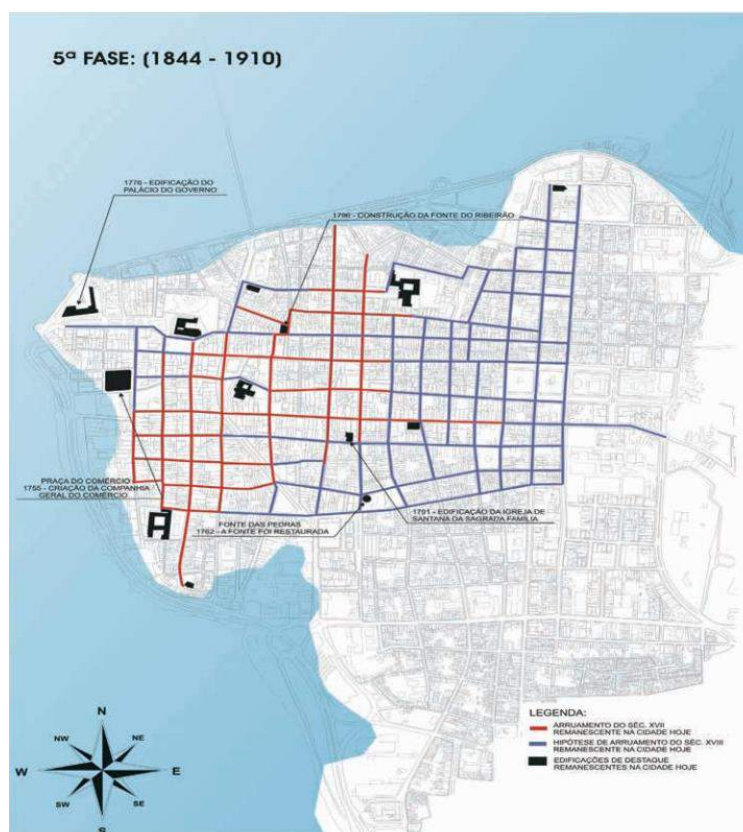 5ª FASE: (1844 - 1910)
1776 - EDIFICAÇÃO DO
PALÁCIO DO GOVERNO
1796 - CONSTRUÇÃO DA FONTE DO RIBEIRÃO
PRAÇA DO COMÉRCIO
1755 - CRIAÇÃO DA COMPANHIA
GERAL DO COMÉRCIO
FONTE DAS PEDRAS
1762 - A FONTE FOI RESTAURADA
1791 - EDIFICAÇÃO DA IGREJA DE
SANTANA DA SAGRADA FAMÍLIA
N
NW
NE
W
E
SW
SE
S
LEGENDA:
ARRUAMENTO DO SÉC. XVII
REMANESCENTE NA CIDADE HOJE
HIPÓTESE DE ARRUAMENTO DO SÉC. XVIII
REMANESCENTE NA CIDADE HOJE
EDIFICAÇÕES DE DESTAQUE
REMANESCENTES NA CIDADE HOJE